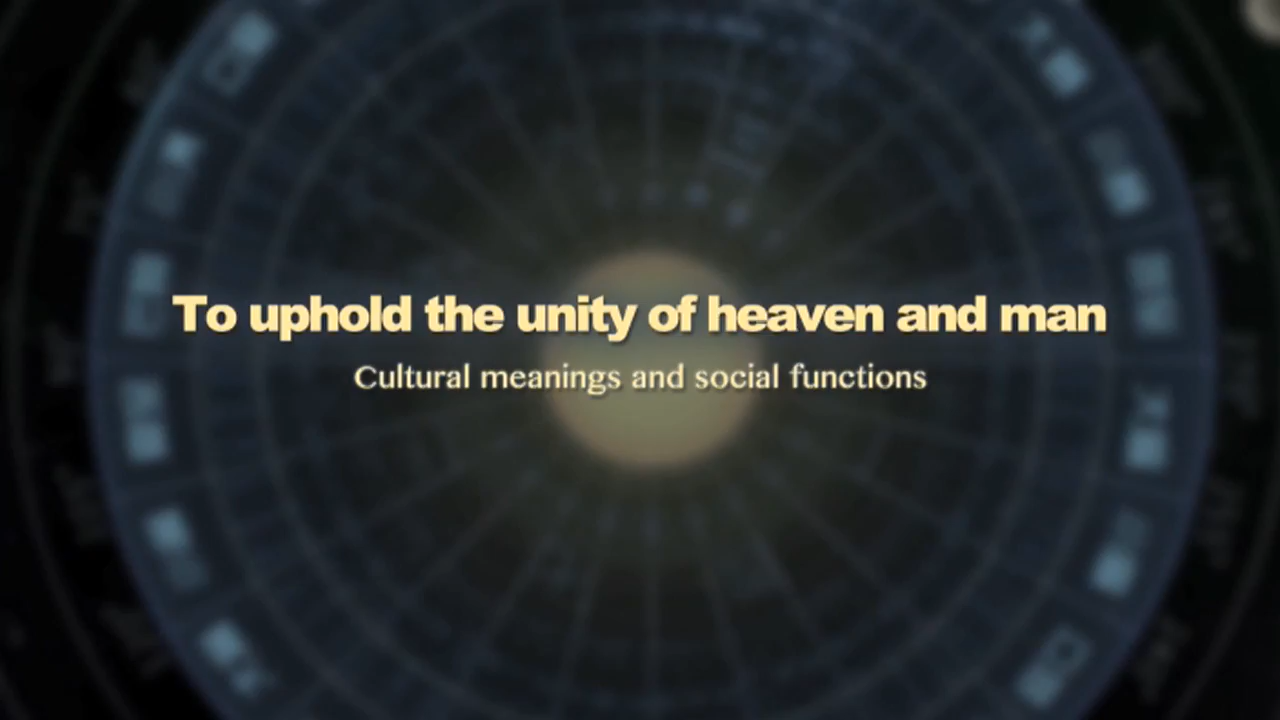 To uphold the unity of heaven and man
Cultural meanings and social functions